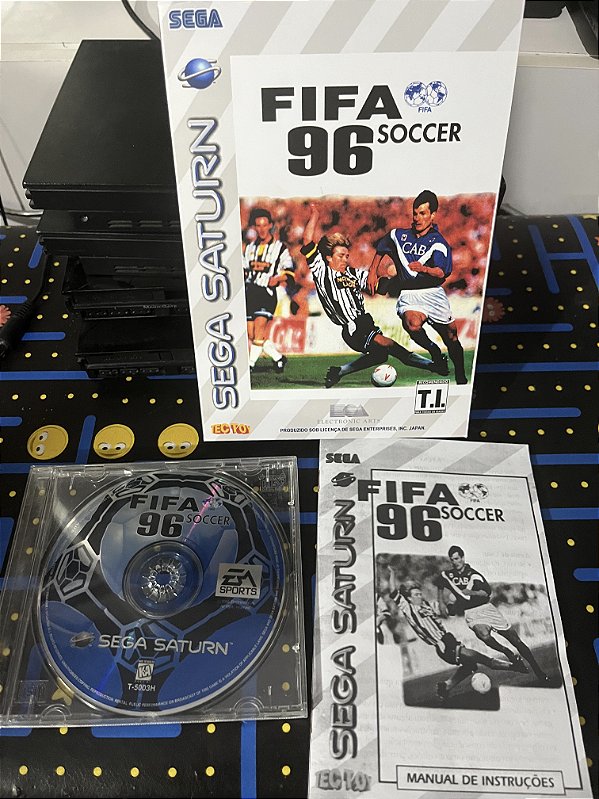 SEGA
SEGA SATURN
FIFA
FIFA
96 SOCCER
CAB
ELECTRONIC ARTS
RECOMENDADO
T.I.
TECTOY
PRODUZIDO SOB LICENÇA DE SEGA ENTERPRISES, INC. JAPAN.
FIFA
96 SOCCER
EA
SPORTS
SEGA SATURN
K-A
T-5003H
SEGA
SEGA SATURN
FIFA
96 SOCCER
FIFA
CAB
TECTOY
MANUAL DE INSTRUÇÕES